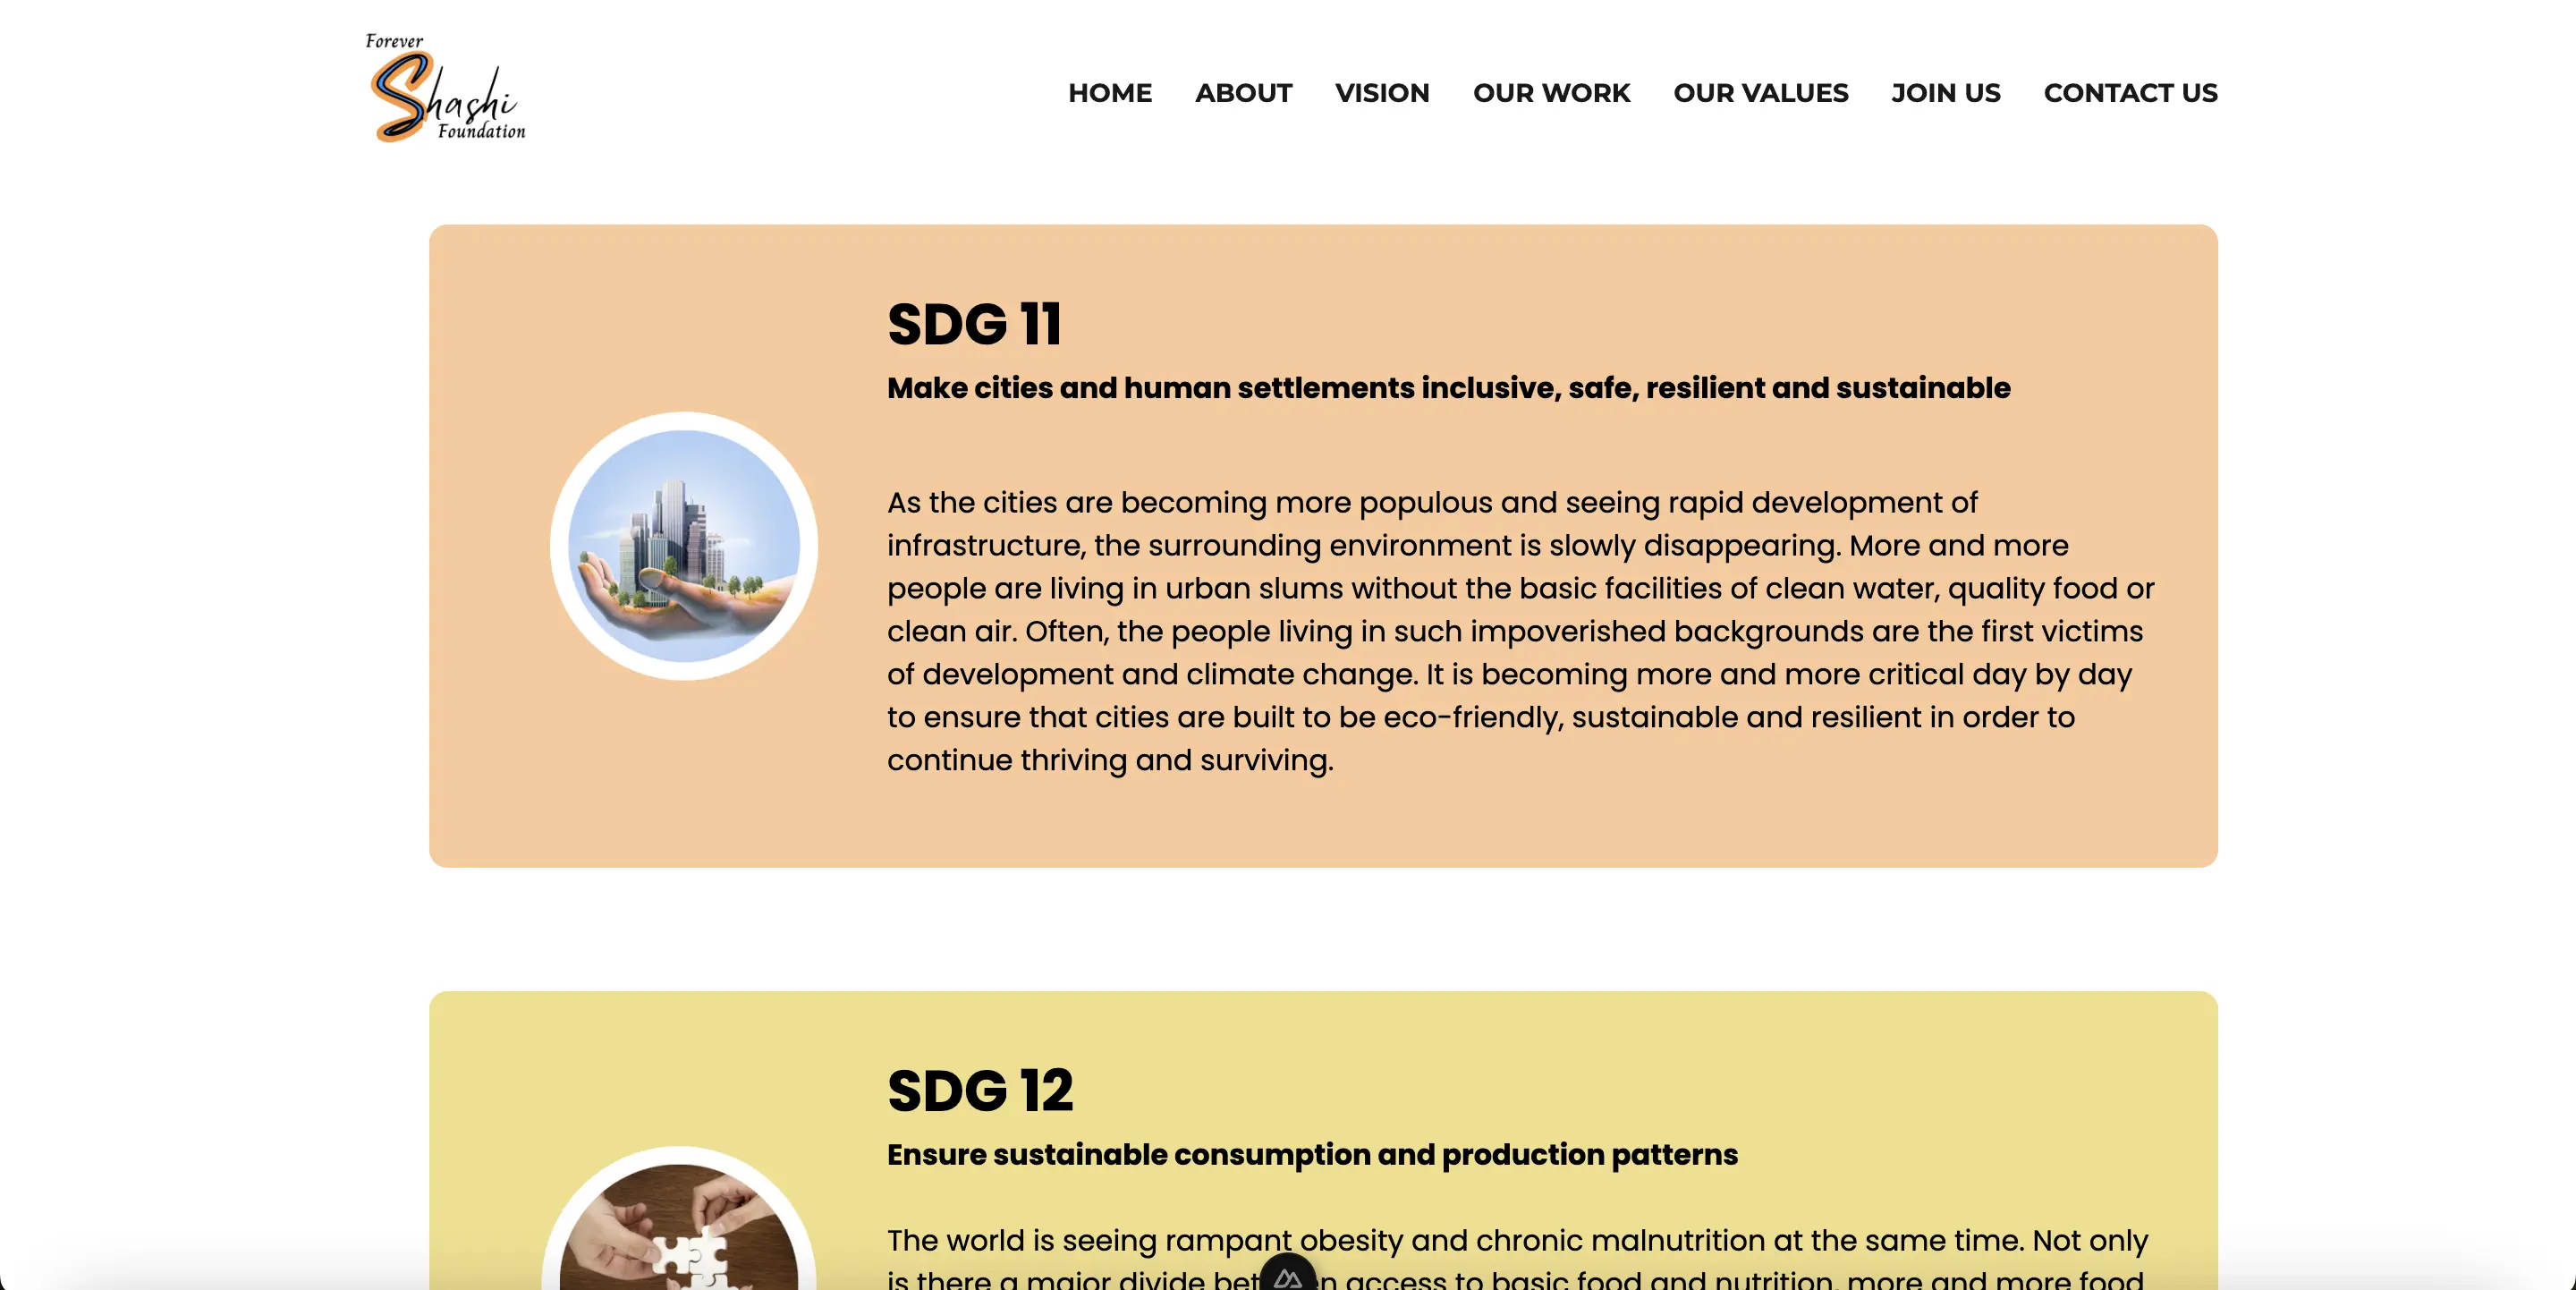 Forever
Shashi
Foundation
HOME ABOUT VISION OUR WORK OUR VALUES JOIN US CONTACT US
SDG 11
Make cities and human settlements inclusive, safe, resilient and sustainable
As the cities are becoming more populous and seeing rapid development of
infrastructure, the surrounding environment is slowly disappearing. More and more
people are living in urban slums without the basic facilities of clean water, quality food or
clean air. Often, the people living in such impoverished backgrounds are the first victims
of development and climate change. It is becoming more and more critical day by day
to ensure that cities are built to be eco-friendly, sustainable and resilient in order to
continue thriving and surviving.
SDG 12
Ensure sustainable consumption and production patterns
The world is seeing rampant obesity and chronic malnutrition at the same time. Not only
is there a major divide access to basic food and nutrition, more and more food